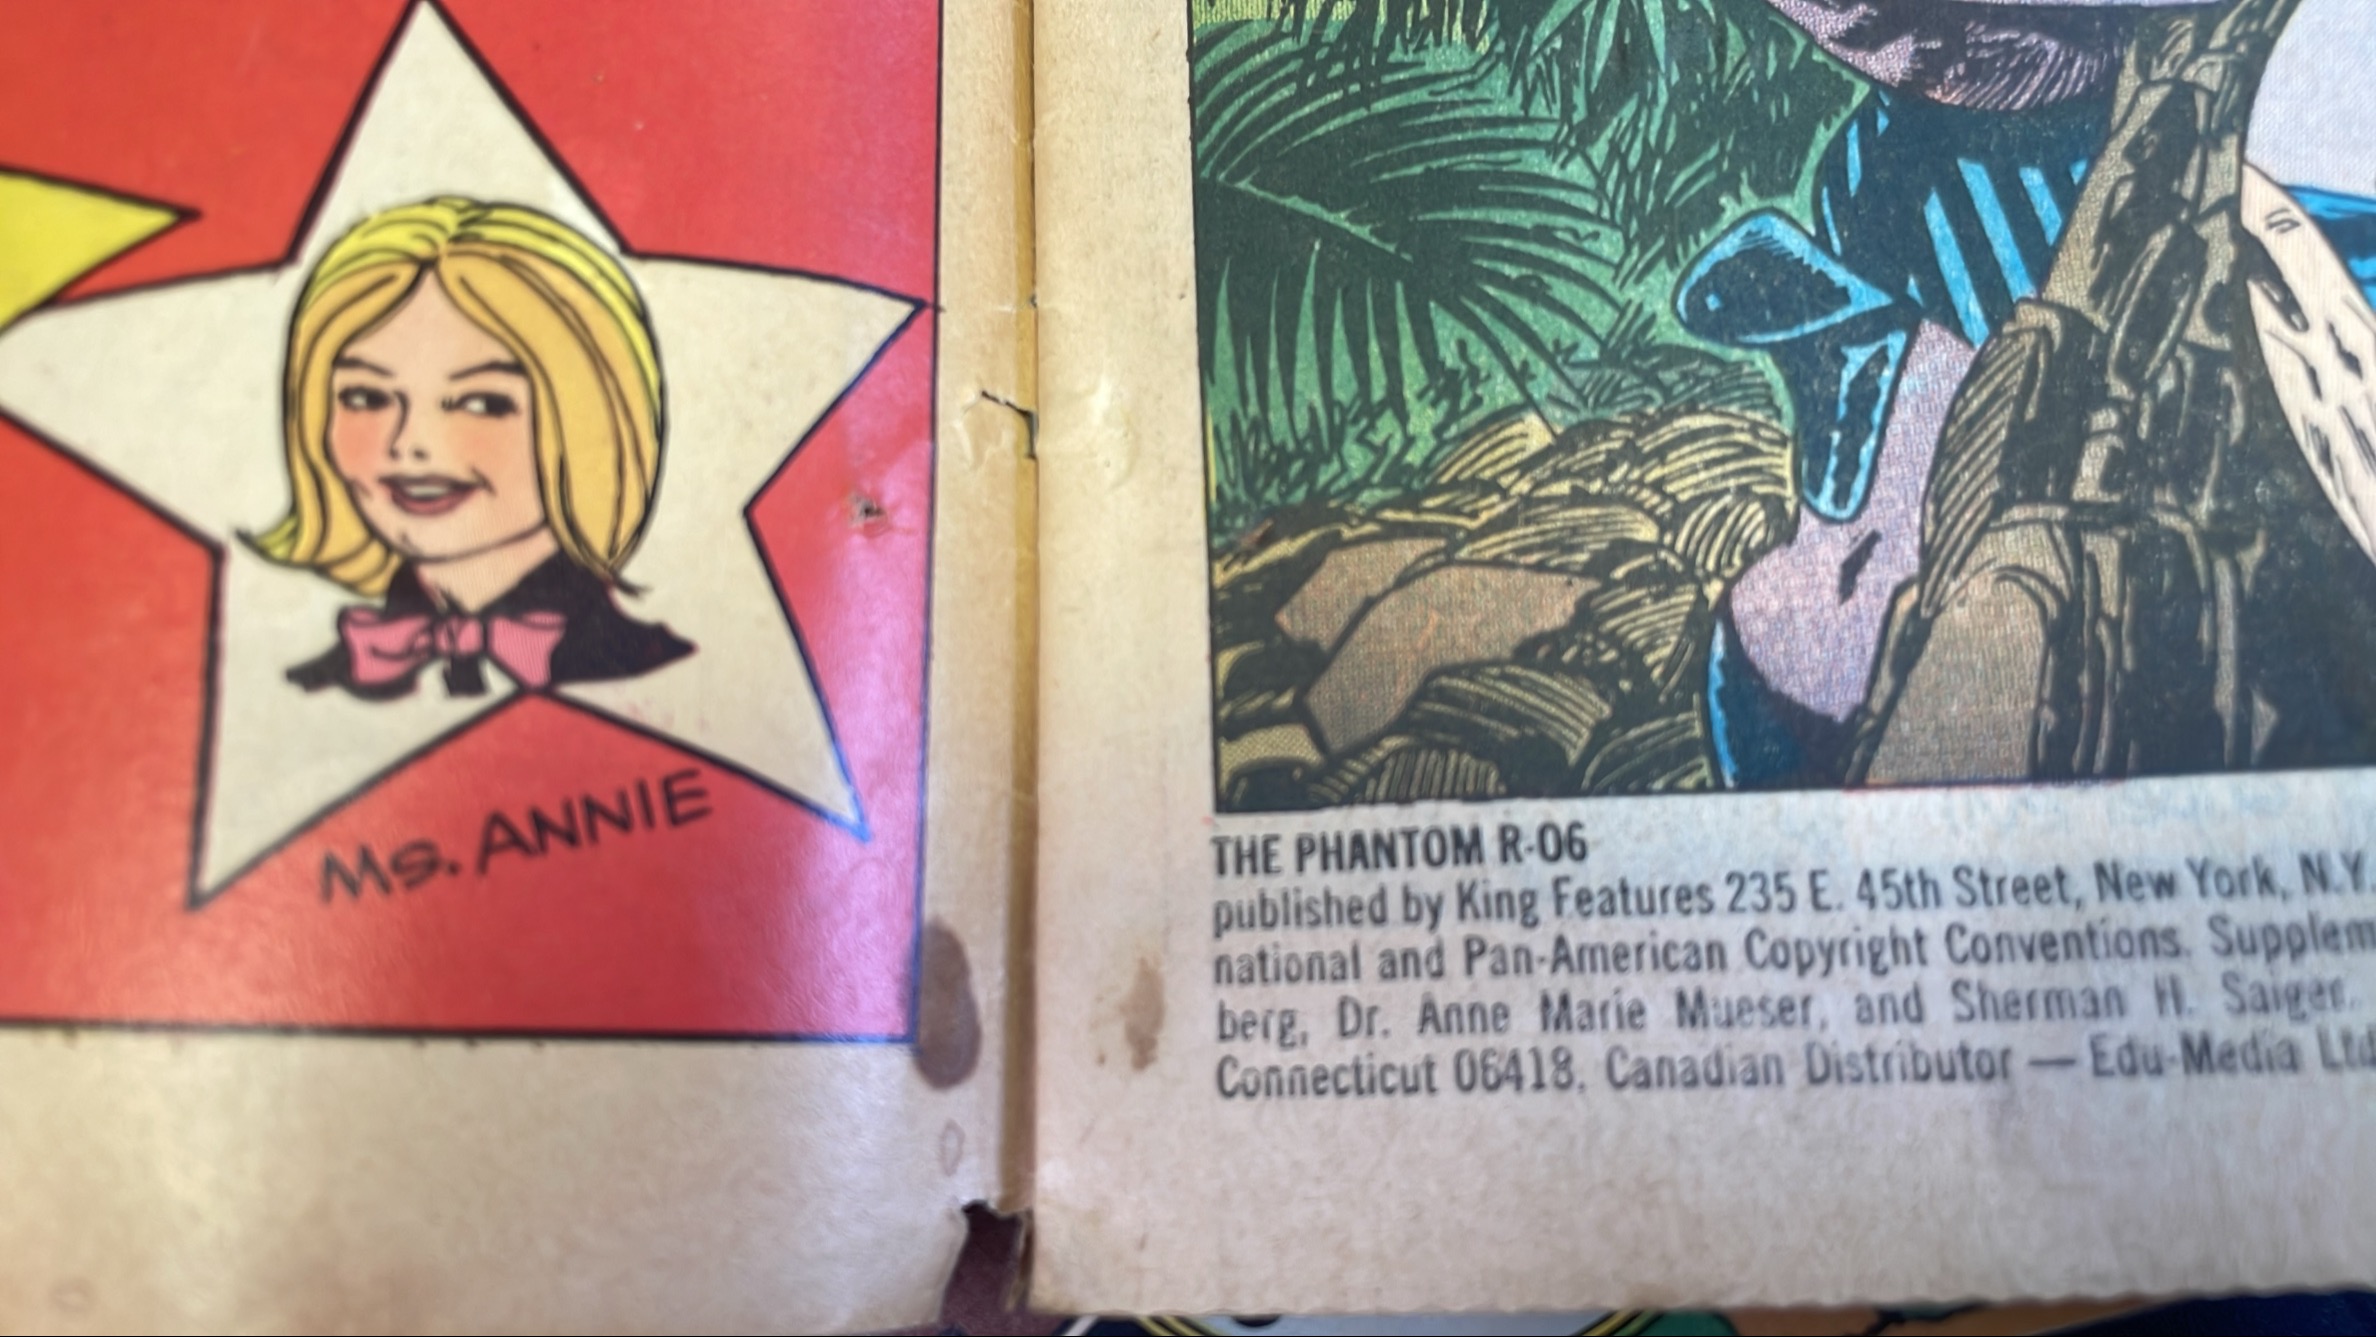 Ms. ANNIE
THE PHANTOM R-06
published by King Features 235 E. 45th Street, New York, N.Y.
national and Pan-American Copyright Conventions. Supplem
berg, Dr. Anne Marie Mueser, and Sherman H. Saiger.
Connecticut 06418. Canadian Distributor — Edu-Media Ltd